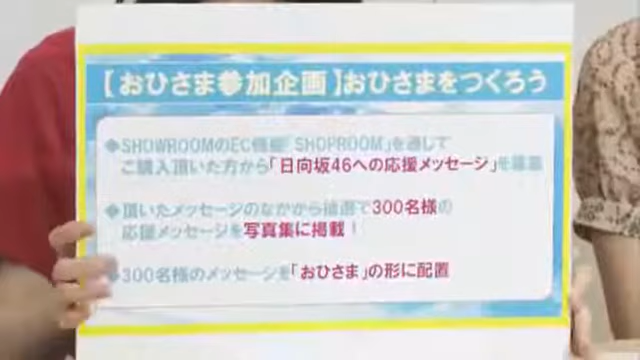 【おひさま参加企画】おひさまをつくろう
◆SHOWROOMのEC機能「SHOPROOM」を通して
ご購入頂いた方から「日向坂46への応援メッセージ」を募集
◆頂いたメッセージのなかから抽選で300名様の
応援メッセージを写真集に掲載！
◆300名様のメッセージを「おひさま」の形に配置